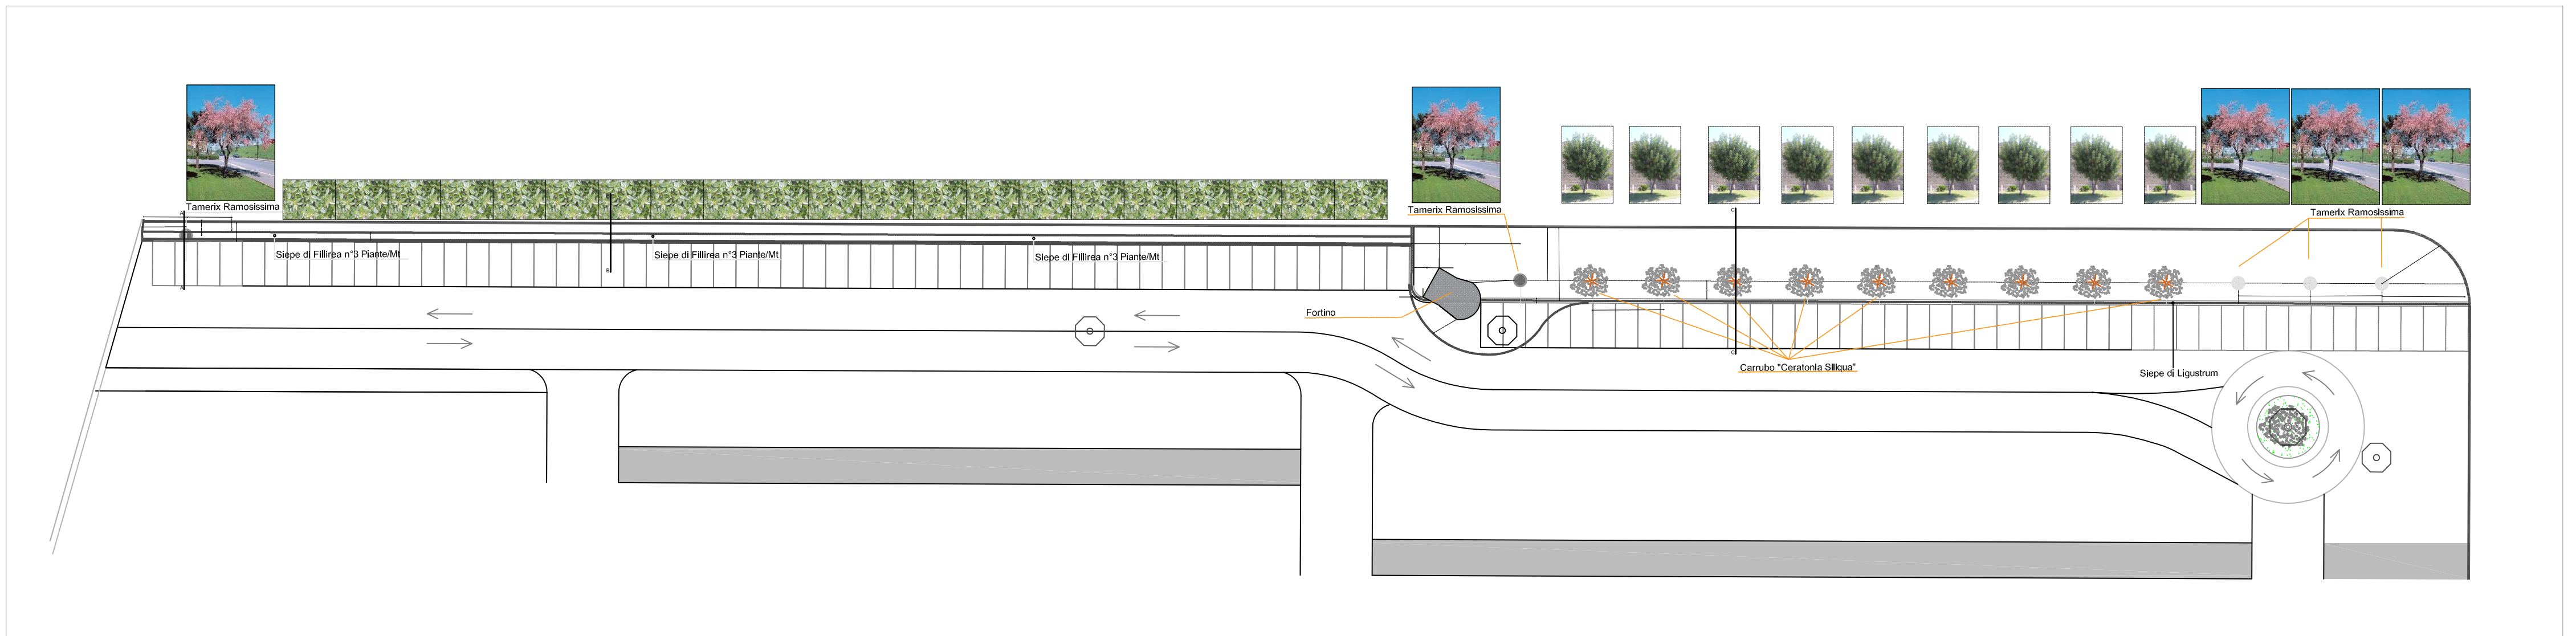 Tamerix Ramosissima
Tamerix Ramosissima
Tamerix Ramosissima
Siepe di Fillirea n°3 Piante/Mt
Siepe di Fillirea n°3 Piante/Mt
Siepe di Fillirea n°3 Piante/Mt
Fortino
Carrubo "Ceratonia Siliqua"
Siepe di Ligustrum